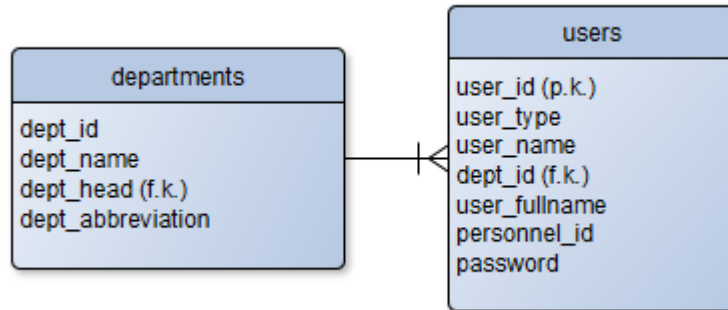 departments
dept_id
dept_name
dept_head (f.k.)
dept_abbreviation
users
user_id (p.k.)
user_type
user_name
dept_id (f.k.)
user_fullname
personnel_id
password